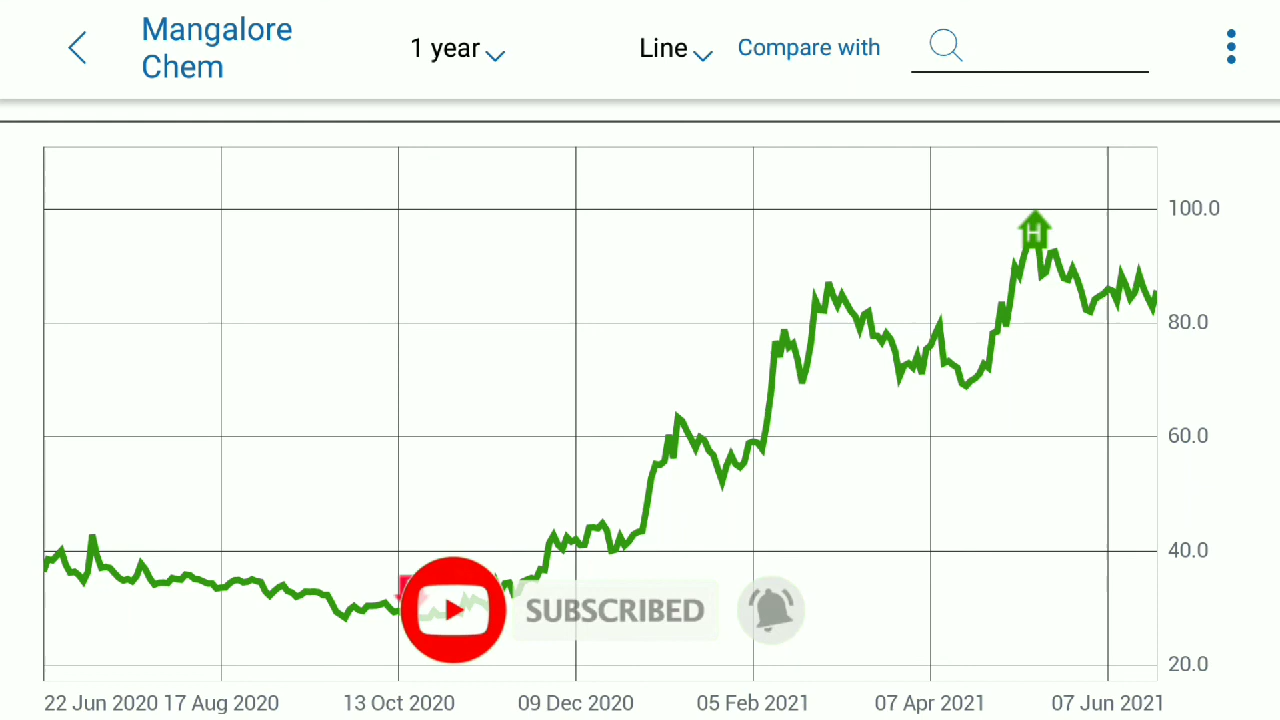 Mangalore
Chem
1 year
Line
Compare with
100.0
H
80.0
60.0
40.0
SUBSCRIBED
20.0
22 Jun 2020 17 Aug 2020 13 Oct 2020 09 Dec 2020 05 Feb 2021 07 Apr 2021 07 Jun 2021